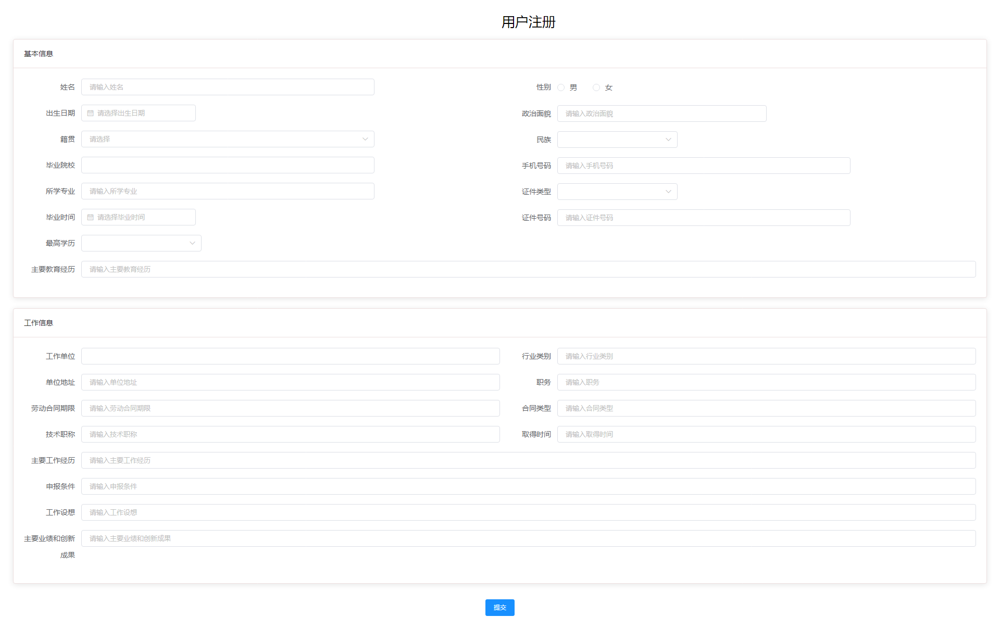 用户注册
基本信息
姓名 请输入姓名 性别 男 女
出生日期 请选择出生日期 政治面貌 请输入政治面貌
籍贯 请选择 民族
毕业院校 手机号码 请输入手机号码
所学专业 请输入所学专业 证件类型
毕业时间 请选择毕业时间 证件号码 请输入证件号码
最高学历
主要教育经历 请输入主要教育经历
工作信息
工作单位 行业类别 请输入行业类别
单位地址 请输入单位地址 职务 请输入职务
劳动合同期限 请输入劳动合同期限 合同类型 请输入合同类型
技术职称 请输入技术职称 取得时间 请输入取得时间
主要工作经历 请输入主要工作经历
申报条件 请输入申报条件
工作设想 请输入工作设想
主要业绩和创新 请输入主要业绩和创新成果
成果
提交